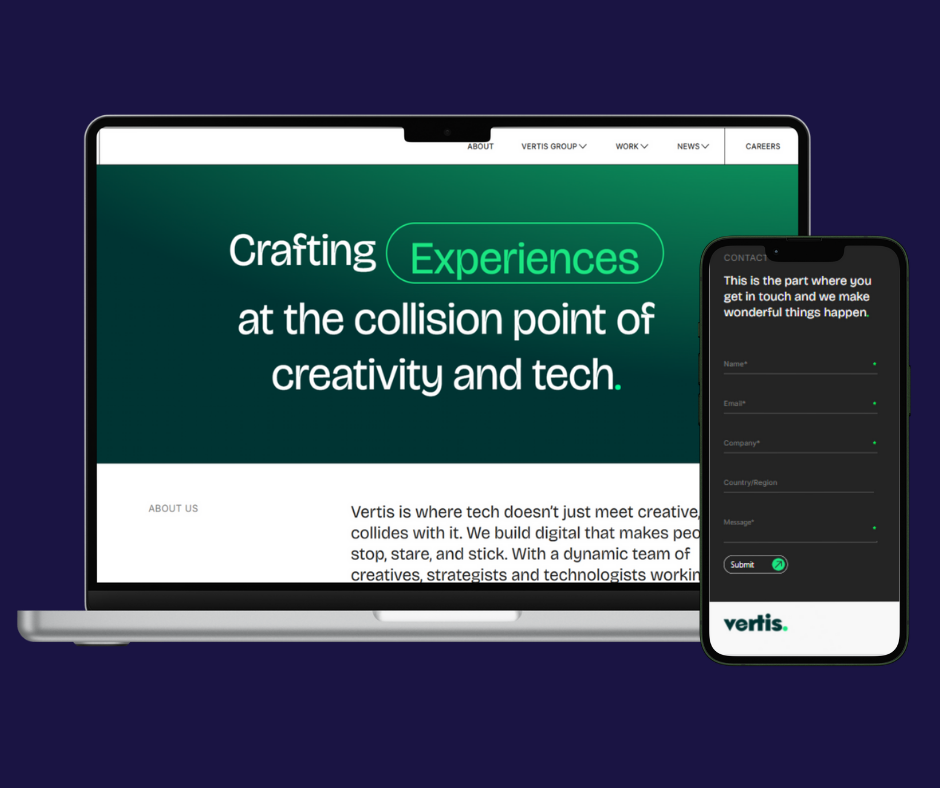 ABOUT VERTIS GROUP WORK NEWS CAREERS
Crafting Experiences
at the collision point of
creativity and tech.
ABOUT US
Vertis is where tech doesn't just meet creative,
collides with it. We build digital that makes peo
stop, stare, and stick. With a dynamic team of
creatives, strategists and technologists workin
CONTACT
This is the part where you
get in touch and we make
wonderful things happen.
Name*
Email*
Company*
Country/Region
Message*
Submit
vertis.